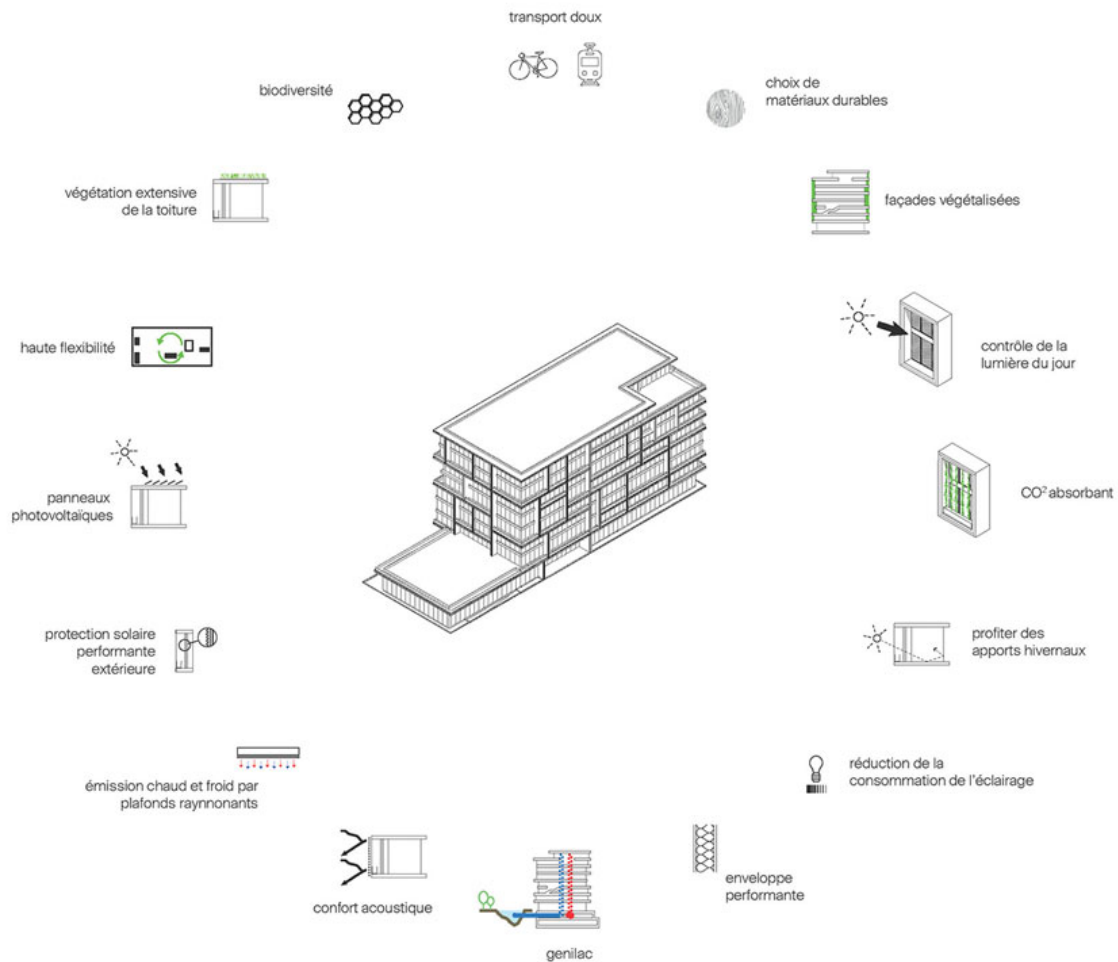 transport doux
biodiversité
choix de
matériaux durables
végétation extensive
de la toiture
façades végétalisées
haute flexibilité
contrôle de la
lumière du jour
panneaux
photovoltaïques
CO² absorbant
protection solaire
performante
extérieure
profiter des
apports hivernaux
émission chaud et froid par
plafonds raynnonants
réduction de la
consommation de l'éclairage
confort acoustique
enveloppe
performante
genilac